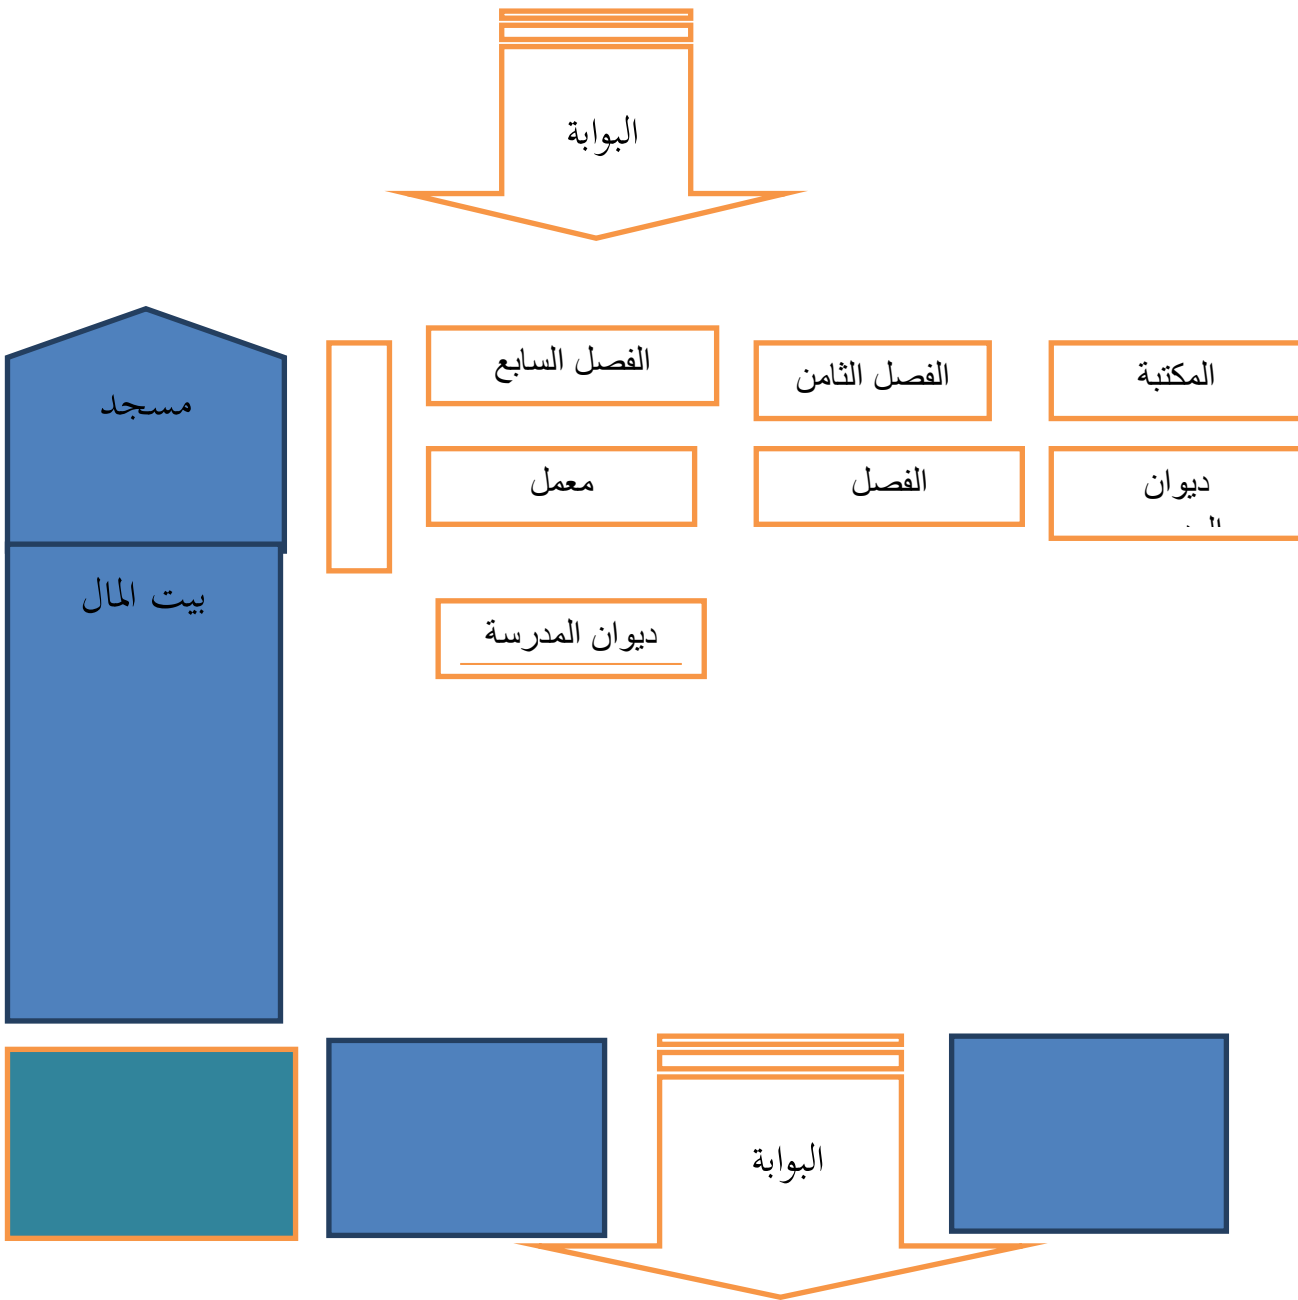 البوابة
المكتبة
الفصل الثامن
الفصل السابع
مسجد
ديوان
الفصل
معمل
بيت المال
ديوان المدرسة
البوابة